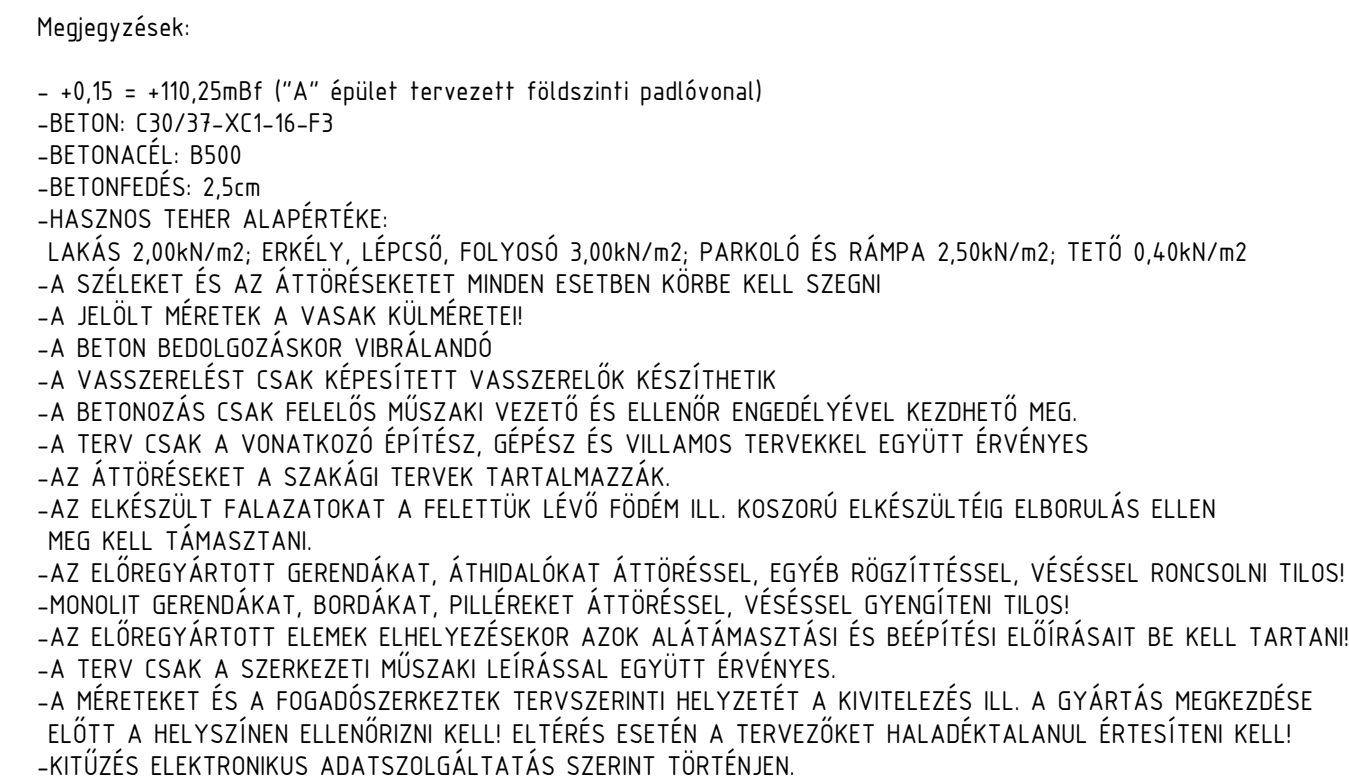 Megjegyzések:
- +0,15 = +110,25mBf ("A" épület tervezett földszinti padlóvonal)
-BETON: C30/37-XC1-16-F3
-BETONACÉL: B500
-BETONFEDÉS: 2,5cm
-HASZNOS TEHER ALAPÉRTÉKE:
LAKÁS 2,00kN/m2; ERKÉLY, LÉPCSŐ, FOLYOSÓ 3,00kN/m2; PARKOLÓ ÉS RÁMPA 2,50kN/m2; TETŐ 0,40kN/m2
-A SZÉLEKET ÉS AZ ÁTTÖRÉSEKETET MINDEN ESETBEN KÖRBE KELL SZEGNI
-A JELÖLT MÉRETEK A VASAK KÜLMÉRETEI!
-A BETON BEDOLGOZÁSKOR VIBRÁLANDÓ
-A VASSZERELÉST CSAK KÉPESÍTETT VASSZERELŐK KÉSZÍTHETIK
-A BETONOZÁS CSAK FELELŐS MŰSZAKI VEZETŐ ÉS ELLENŐR ENGEDÉLYÉVEL KEZDHETŐ MEG.
-A TERV CSAK A VONATKOZÓ ÉPÍTÉSZ, GÉPÉSZ ÉS VILLAMOS TERVEKKEL EGYÜTT ÉRVÉNYES
-AZ ÁTTÖRÉSEKET A SZAKÁGI TERVEK TARTALMAZZÁK.
-AZ ELKÉSZÜLT FALAZATOKAT A FELETTÜK LÉVŐ FÖDÉM ILL. KOSZORÚ ELKÉSZÜLTÉIG ELBORULÁS ELLEN
MEG KELL TÁMASZTANI.
-AZ ELŐREGYÁRTOTT GERENDÁKAT, ÁTHIDALÓKAT ÁTTÖRÉSSEL, EGYÉB RÖGZÍTTÉSSEL, VÉSÉSSEL RONCSOLNI TILOS!
-MONOLIT GERENDÁKAT, BORDÁKAT, PILLÉREKET ÁTTÖRÉSSEL, VÉSÉSSEL GYENGÍTENI TILOS!
-AZ ELŐREGYÁRTOTT ELEMEK ELHELYEZÉSEKOR AZOK ALÁTÁMASZTÁSI ÉS BEÉPÍTÉSI ELŐÍRÁSAIT BE KELL TARTANI!
-A TERV CSAK A SZERKEZETI MŰSZAKI LEÍRÁSSAL EGYÜTT ÉRVÉNYES.
-A MÉRETEKET ÉS A FOGADÓSZERKEZTEK TERVSZERINTI HELYZETÉT A KIVITELEZÉS ILL. A GYÁRTÁS MEGKEZDÉSE
ELŐTT A HELYSZÍNEN ELLENŐRIZNI KELL! ELTÉRÉS ESETÉN A TERVEZŐKET HALADÉKTALANUL ÉRTESÍTENI KELL!
-KITŰZÉS ELEKTRONIKUS ADATSZOLGÁLTATÁS SZERINT TÖRTÉNJEN.